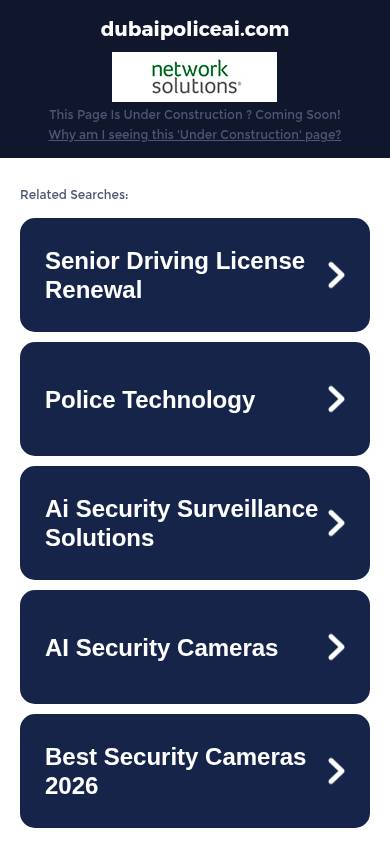 dubaipoliceai.com
network
solutions®
This Page Is Under Construction ? Coming Soon!
Why am I seeing this 'Under Construction' page?
Related Searches:
Senior Driving License
Renewal
Police Technology
Ai Security Surveillance
Solutions
AI Security Cameras
Best Security Cameras
2026